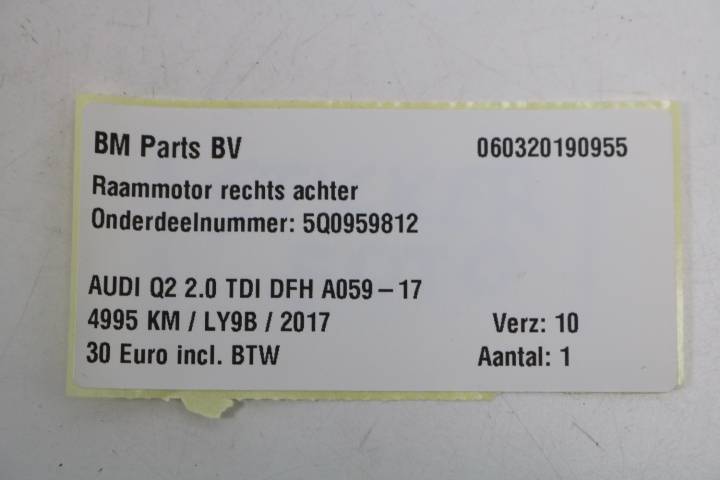 BM Parts BV 060320190955
Raammotor rechts achter
Onderdeelnummer: 5Q0959812
AUDI Q2 2.0 TDI DFH A059-17
4995 KM / LY9B / 2017 Verz: 10
30 Euro incl. BTW Aantal: 1